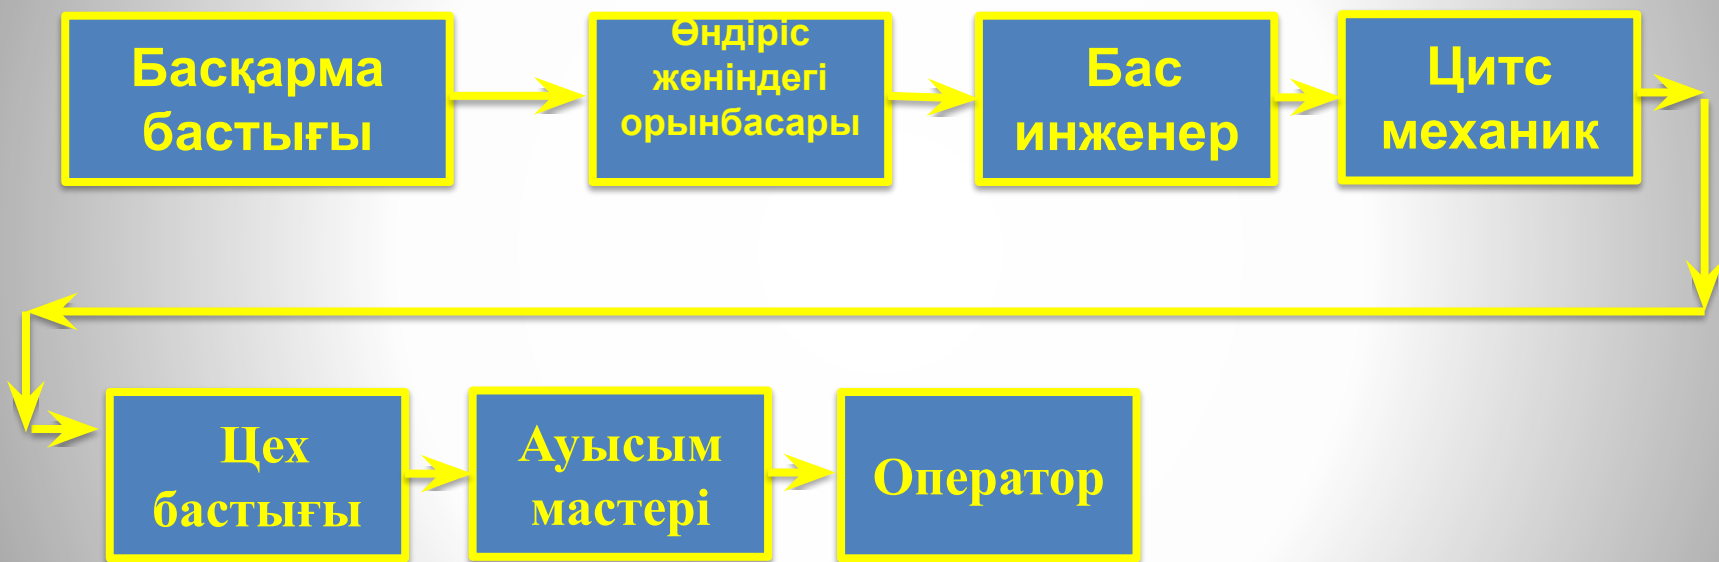 Басқарма
бастығы
Өндіріс
жөніндегі
орынбасары
Бас
инженер
Цитс
механик
Цех
бастығы
Ауысым
мастері
Оператор